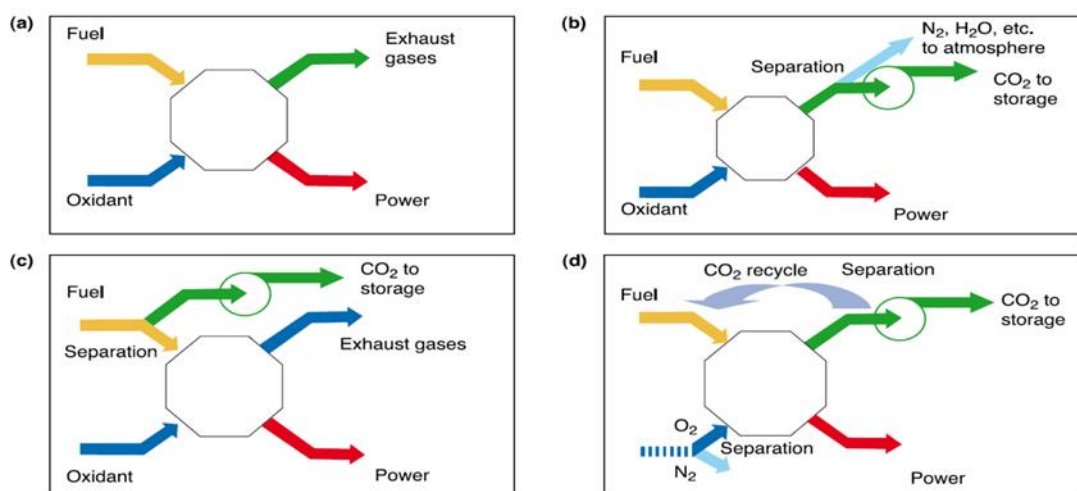 (a)
Fuel
Exhaust
gases
Oxidant
Power
(b)
N₂, H₂O, etc.
to atmosphere
Separation
Fuel
CO₂ to
storage
Oxidant
Power
(c)
CO₂ to
storage
Fuel
Separation
Exhaust gases
Oxidant
Power
(d)
CO₂ recycle
Separation
Fuel
CO₂ to
storage
O₂
Separation
N₂
Power